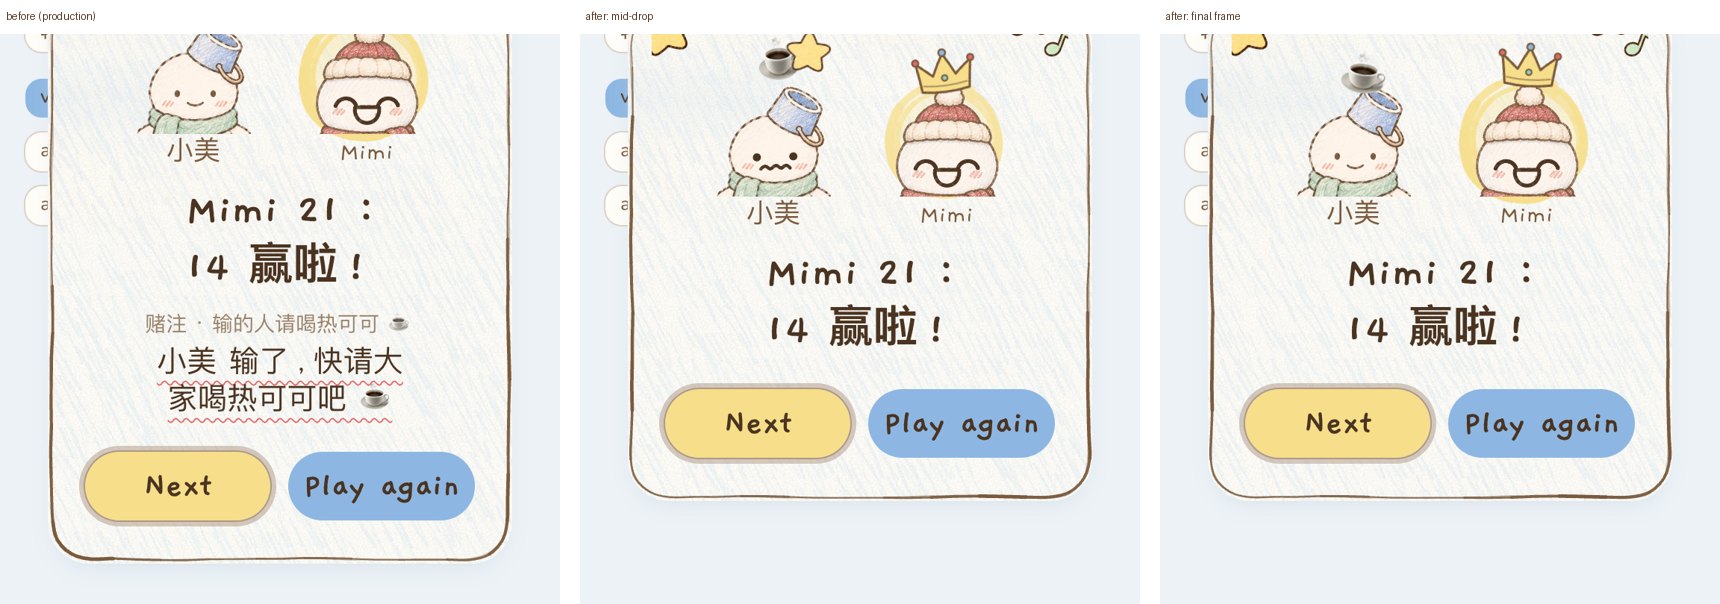 before (production)
after: mid-drop
after: final frame
小美
Mimi
Mimi 21 :
14 赢啦!
赌注 · 输的人请喝热可可 ☕
小美 输了,快请大
家喝热可可吧 ☕
Next
Play again
小美
Mimi
Mimi 21 :
14 赢啦!
Next
Play again
小美
Mimi
Mimi 21 :
14 赢啦!
Next
Play again